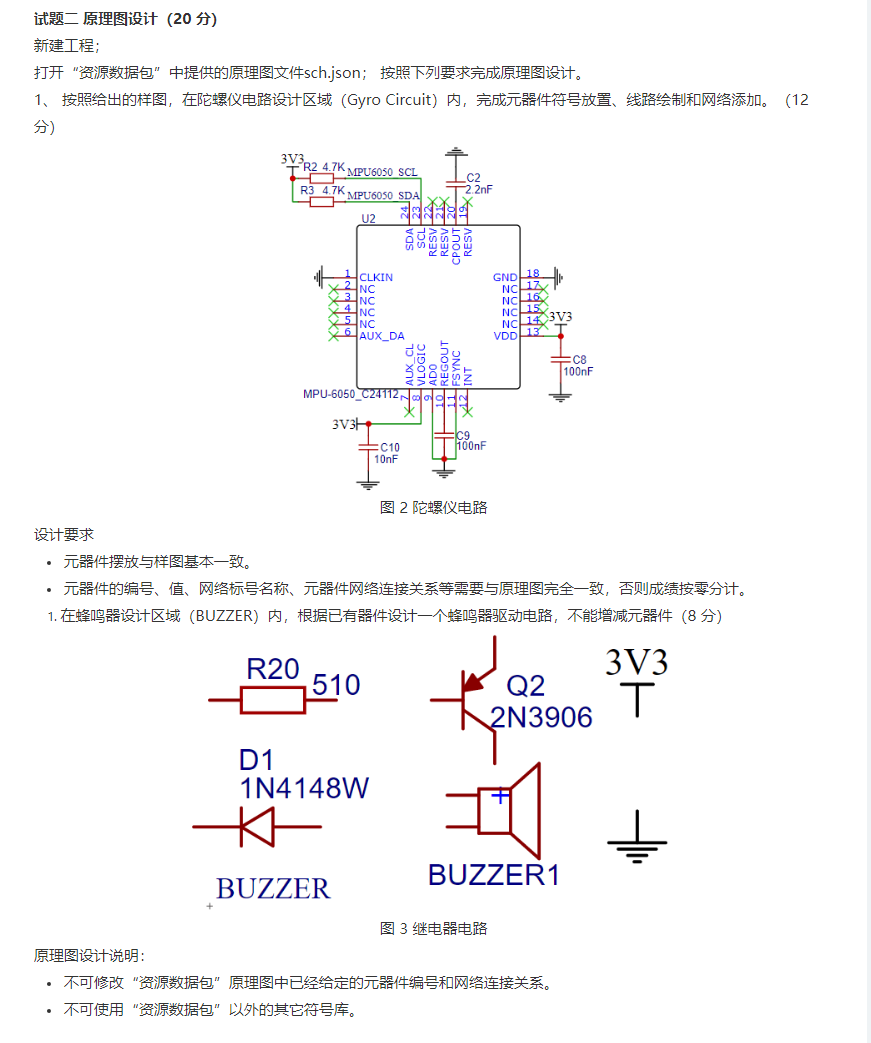 试题二 原理图设计（20 分）
新建工程；
打开“资源数据包”中提供的原理图文件sch.json； 按照下列要求完成原理图设计。
1、 按照给出的样图，在陀螺仪电路设计区域（Gyro Circuit）内，完成元器件符号放置、线路绘制和网络添加。（12
分）
3V3
R2 4.7K
MPU6050_SCL
R3 4.7K
MPU6050_SDA
C2
2.2nF
U2
24 23 22 21 20 19
SDA SCL RESV RESV CPOUT RESV
1 CLKIN
2 NC
3 NC
4 NC
5 NC
6 AUX_DA
GND 18
NC 17
NC 16
NC 15
NC 14
VDD 13
3V3
C8
100nF
AUX_CL VLOGIC AD0 REGOUT FSYNC INT
MPU-6050_C24112
7 8 9 10 11 12
3V3
C9
100nF
C10
10nF
图 2 陀螺仪电路
设计要求
• 元器件摆放与样图基本一致。
• 元器件的编号、值、网络标号名称、元器件网络连接关系等需要与原理图完全一致，否则成绩按零分计。
1. 在蜂鸣器设计区域（BUZZER）内，根据已有器件设计一个蜂鸣器驱动电路，不能增减元器件（8 分）
R20
510
Q2
2N3906
3V3
D1
1N4148W
+
BUZZER1
BUZZER
图 3 继电器电路
原理图设计说明：
• 不可修改“资源数据包”原理图中已经给定的元器件编号和网络连接关系。
• 不可使用“资源数据包”以外的其它符号库。